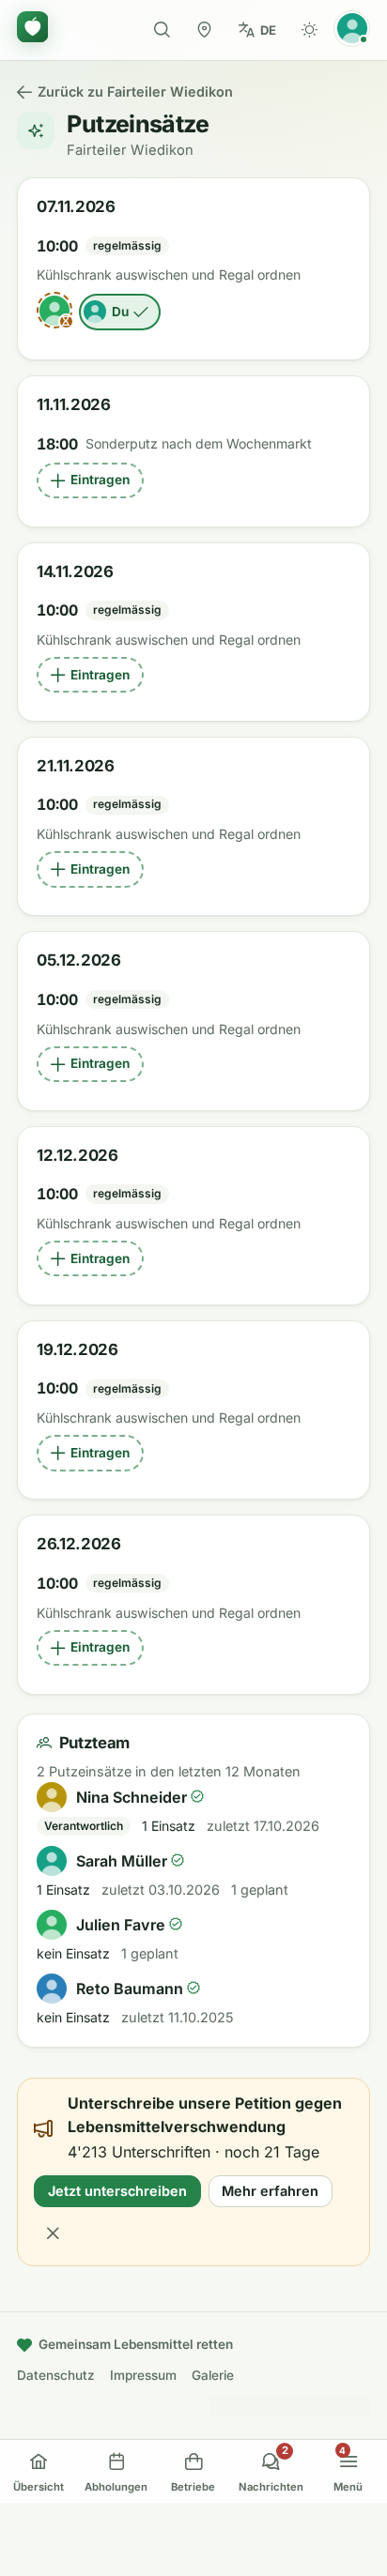 DE
Zurück zu Fairteiler Wiedikon
Putzeinsätze
Fairteiler Wiedikon
07.11.2026
10:00 regelmässig
Kühlschrank auswischen und Regal ordnen
Du
11.11.2026
18:00 Sonderputz nach dem Wochenmarkt
Eintragen
14.11.2026
10:00 regelmässig
Kühlschrank auswischen und Regal ordnen
Eintragen
21.11.2026
10:00 regelmässig
Kühlschrank auswischen und Regal ordnen
Eintragen
05.12.2026
10:00 regelmässig
Kühlschrank auswischen und Regal ordnen
Eintragen
12.12.2026
10:00 regelmässig
Kühlschrank auswischen und Regal ordnen
Eintragen
19.12.2026
10:00 regelmässig
Kühlschrank auswischen und Regal ordnen
Eintragen
26.12.2026
10:00 regelmässig
Kühlschrank auswischen und Regal ordnen
Eintragen
Putzteam
2 Putzeinsätze in den letzten 12 Monaten
Nina Schneider
Verantwortlich 1 Einsatz zuletzt 17.10.2026
Sarah Müller
1 Einsatz zuletzt 03.10.2026 1 geplant
Julien Favre
kein Einsatz 1 geplant
Reto Baumann
kein Einsatz zuletzt 11.10.2025
Unterschreibe unsere Petition gegen
Lebensmittelverschwendung
4'213 Unterschriften · noch 21 Tage
Jetzt unterschreiben Mehr erfahren
Gemeinsam Lebensmittel retten
Datenschutz Impressum Galerie
2 4
Übersicht Abholungen Betriebe Nachrichten Menü